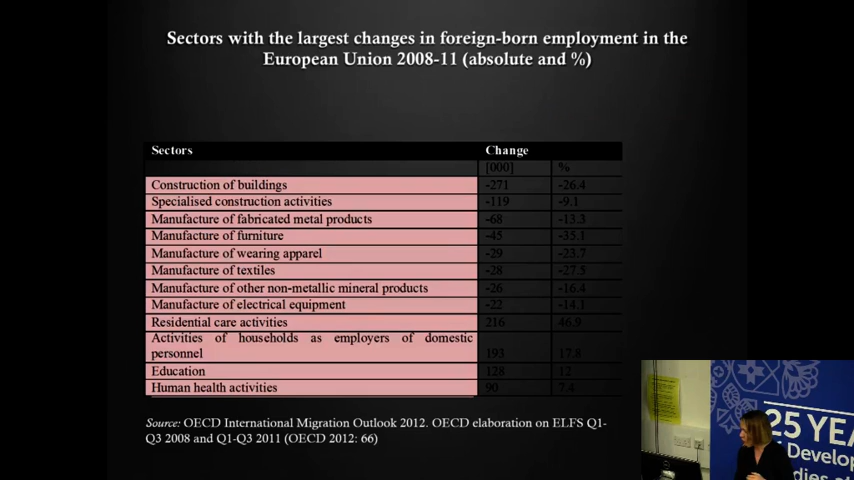 Sectors with the largest changes in foreign-born employment in the
European Union 2008-11 (absolute and %)
Sectors Change
[000] %
Construction of buildings -271 -26.4
Specialised construction activities -119 -9.1
Manufacture of fabricated metal products -68 -13.3
Manufacture of furniture -45 -35.1
Manufacture of wearing apparel -29 -23.7
Manufacture of textiles -28 -27.5
Manufacture of other non-metallic mineral products -26 -16.4
Manufacture of electrical equipment -22 -14.1
Residential care activities 216 46.9
Activities of households as employers of domestic
personnel 193 17.8
Education 128 12
Human health activities 90 7.4
Source: OECD International Migration Outlook 2012. OECD elaboration on ELFS Q1-
Q3 2008 and Q1-Q3 2011 (OECD 2012: 66)
25 YEA
Develop
dies a